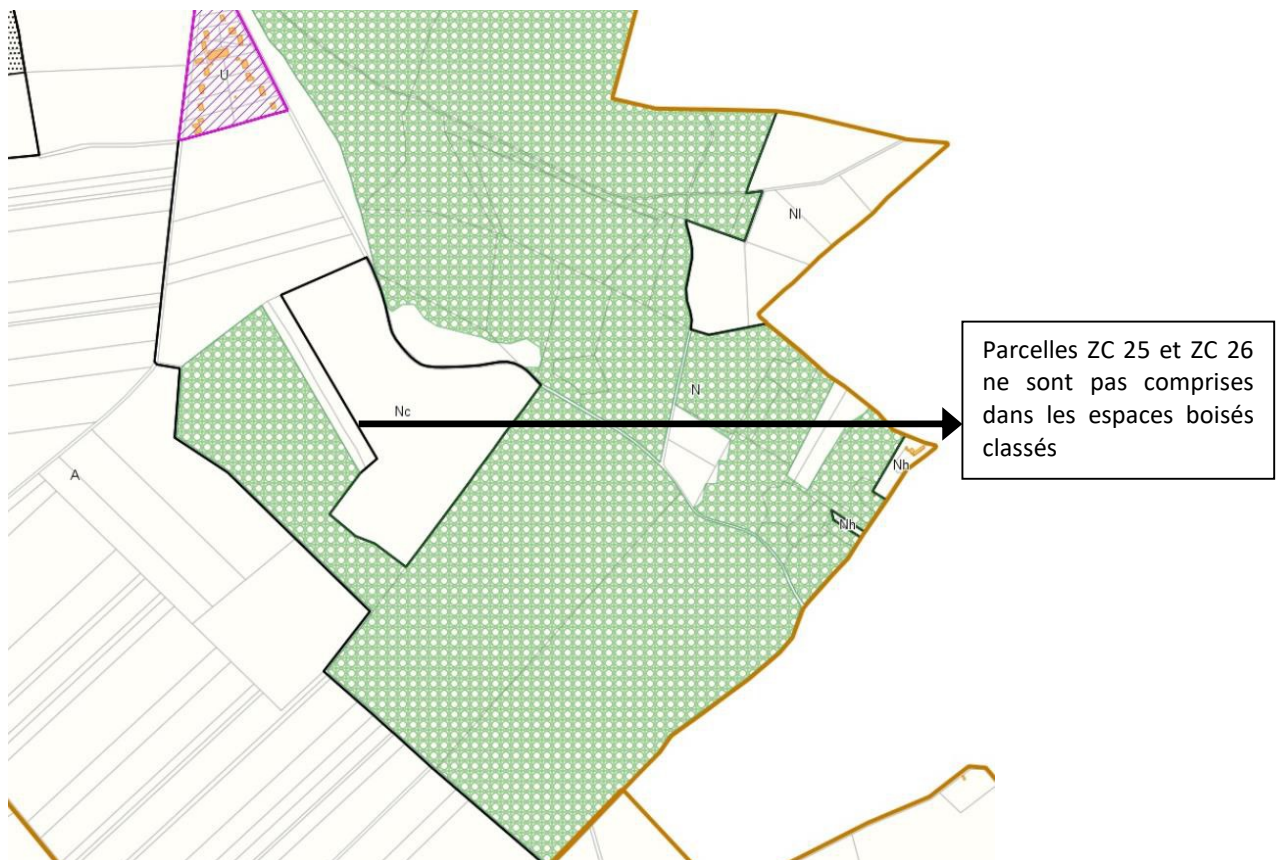 U
Nl
N
Nc
A
Nh
Nh
Parcelles ZC 25 et ZC 26
ne sont pas comprises
dans les espaces boisés
classés